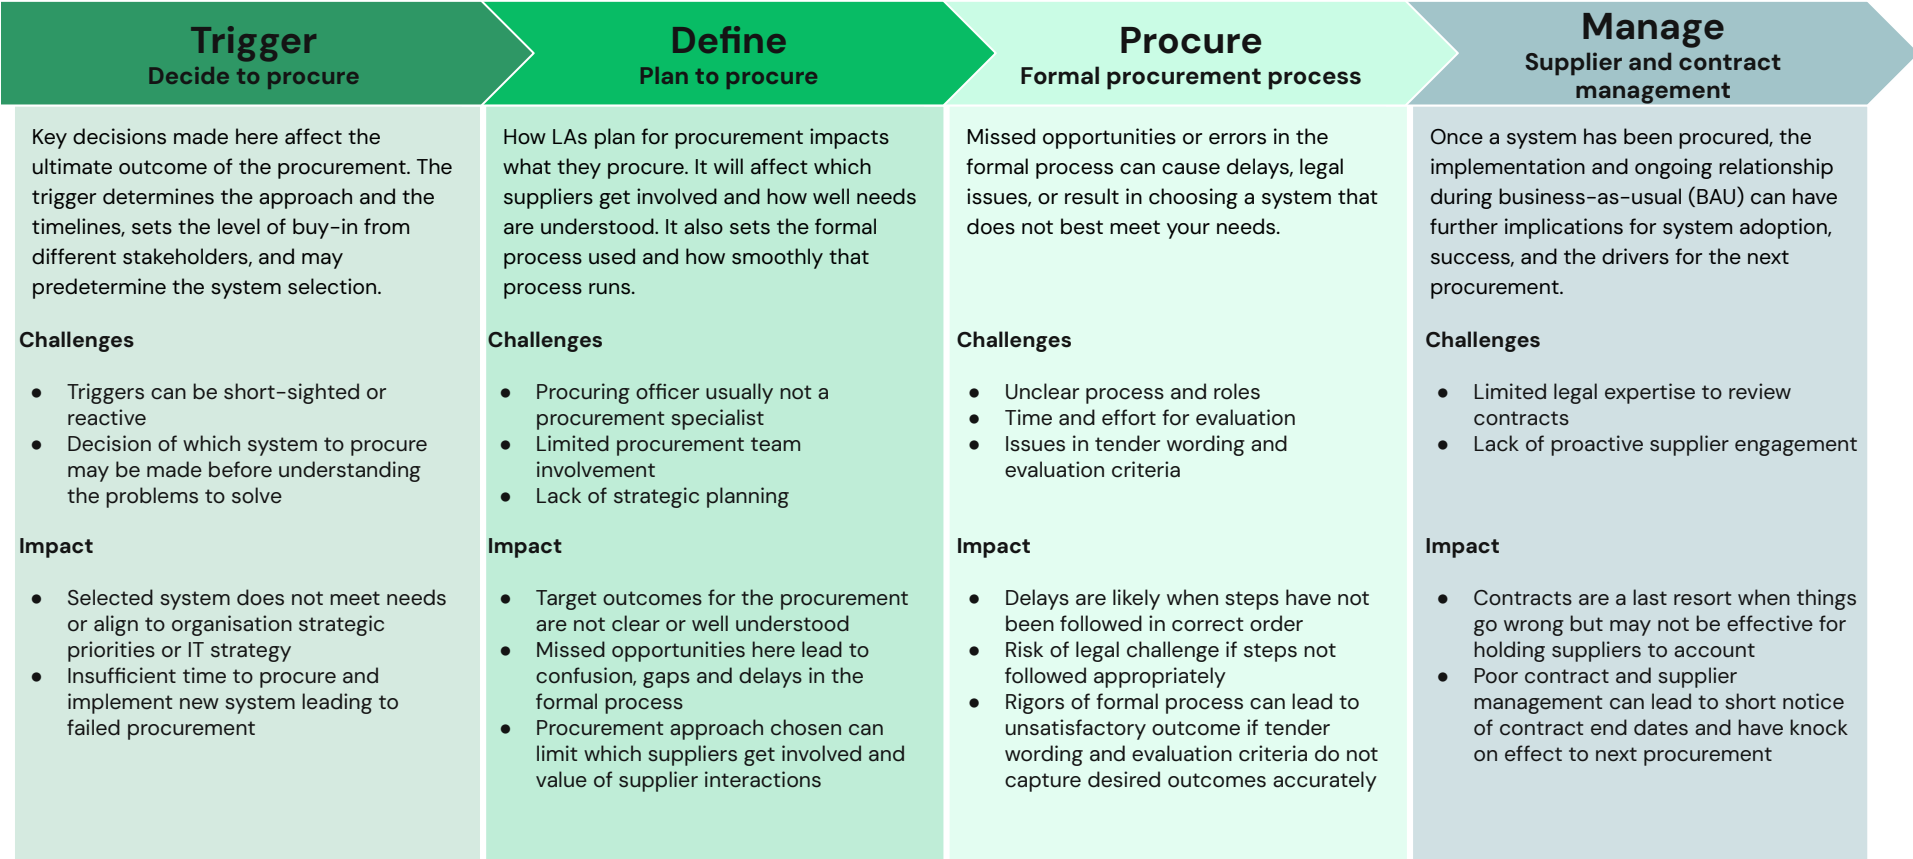 Trigger
Decide to procure
Key decisions made here affect the
ultimate outcome of the procurement. The
trigger determines the approach and the
timelines, sets the level of buy-in from
different stakeholders, and may
predetermine the system selection.
Challenges
● Triggers can be short-sighted or
reactive
● Decision of which system to procure
may be made before understanding
the problems to solve
Impact
● Selected system does not meet needs
or align to organisation strategic
priorities or IT strategy
● Insufficient time to procure and
implement new system leading to
failed procurement
Define
Plan to procure
How LAs plan for procurement impacts
what they procure. It will affect which
suppliers get involved and how well needs
are understood. It also sets the formal
process used and how smoothly that
process runs.
Challenges
● Procuring officer usually not a
procurement specialist
● Limited procurement team
involvement
● Lack of strategic planning
Impact
● Target outcomes for the procurement
are not clear or well understood
● Missed opportunities here lead to
confusion, gaps and delays in the
formal process
● Procurement approach chosen can
limit which suppliers get involved and
value of supplier interactions
Procure
Formal procurement process
Missed opportunities or errors in the
formal process can cause delays, legal
issues, or result in choosing a system that
does not best meet your needs.
Challenges
● Unclear process and roles
● Time and effort for evaluation
● Issues in tender wording and
evaluation criteria
Impact
● Delays are likely when steps have not
been followed in correct order
● Risk of legal challenge if steps not
followed appropriately
● Rigors of formal process can lead to
unsatisfactory outcome if tender
wording and evaluation criteria do not
capture desired outcomes accurately
Manage
Supplier and contract
management
Once a system has been procured, the
implementation and ongoing relationship
during business-as-usual (BAU) can have
further implications for system adoption,
success, and the drivers for the next
procurement.
Challenges
● Limited legal expertise to review
contracts
● Lack of proactive supplier engagement
Impact
● Contracts are a last resort when things
go wrong but may not be effective for
holding suppliers to account
● Poor contract and supplier
management can lead to short notice
of contract end dates and have knock
on effect to next procurement